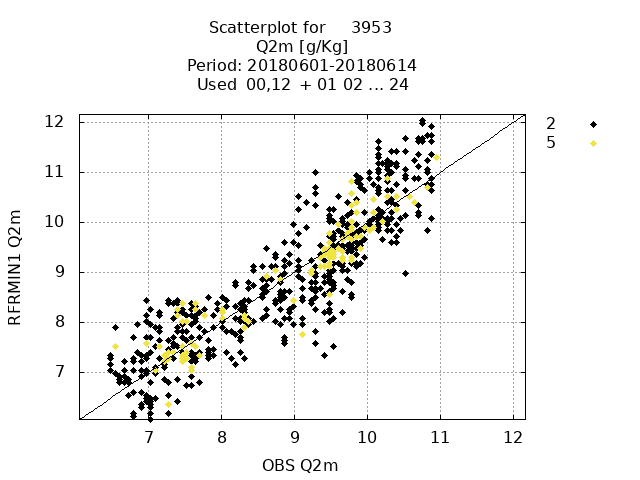 Scatterplot for 3953
Q2m [g/Kg]
Period: 20180601-20180614
Used 00,12 + 01 02 ... 24
2
5
RFRMIN1 Q2m
12
11
10
9
8
7
7 8 9 10 11 12
OBS Q2m